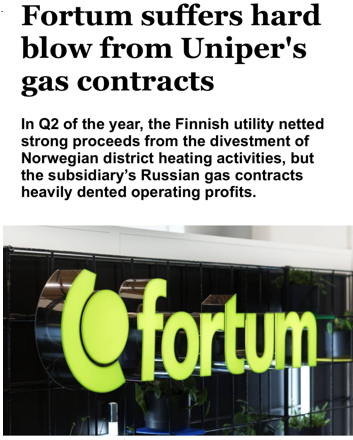 Fortum suffers hard
blow from Uniper's
gas contracts
In Q2 of the year, the Finnish utility netted
strong proceeds from the divestment of
Norwegian district heating activities, but
the subsidiary’s Russian gas contracts
heavily dented operating profits.
fortum